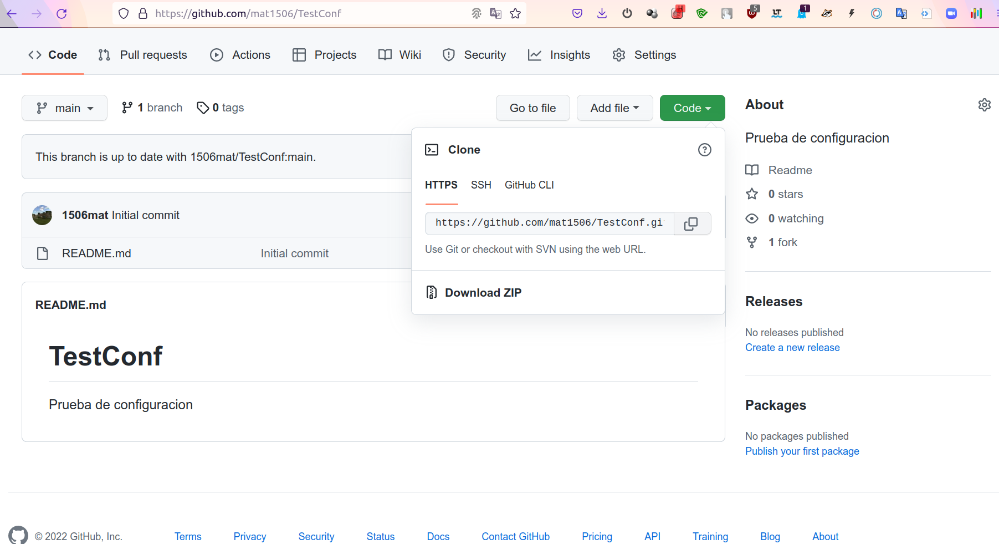 https://github.com/mat1506/TestConf
H
5
LT
1
Code
Pull requests
Actions
Projects
Wiki
Security
Insights
Settings
main
1 branch
0 tags
Go to file
Add file
Code
About
Prueba de configuracion
This branch is up to date with 1506mat/TestConf:main.
Clone
HTTPS
SSH
GitHub CLI
https://github.com/mat1506/TestConf.gi
Use Git or checkout with SVN using the web URL.
Download ZIP
1506mat Initial commit
README.md
Initial commit
README.md
TestConf
Prueba de configuracion
Readme
0 stars
0 watching
1 fork
Releases
No releases published
Create a new release
Packages
No packages published
Publish your first package
© 2022 GitHub, Inc.
Terms
Privacy
Security
Status
Docs
Contact GitHub
Pricing
API
Training
Blog
About